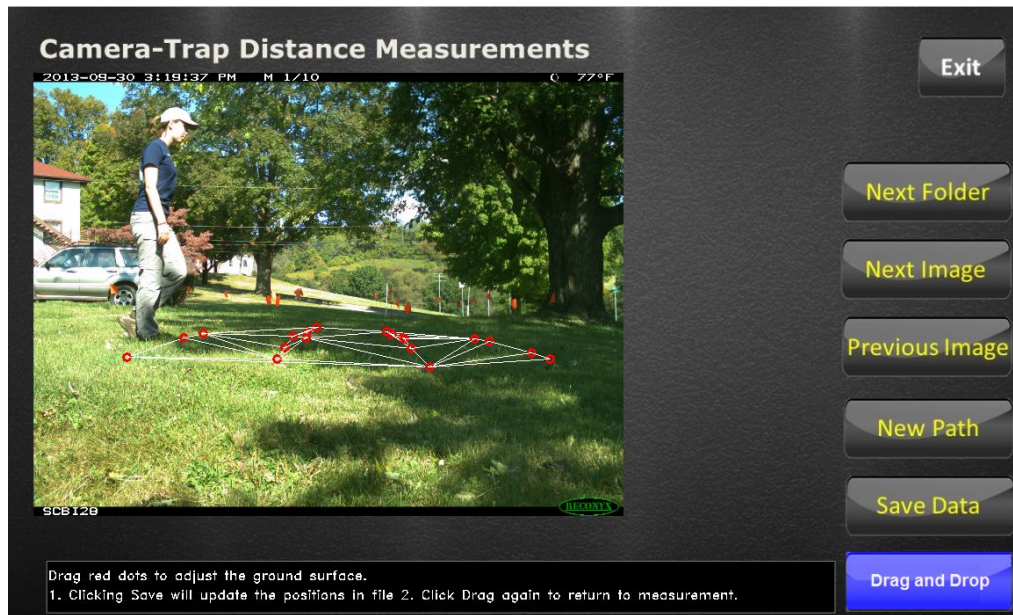 Camera-Trap Distance Measurements
Exit
2013-09-30 3:19:37 PM M 1/10 77°F
Next Folder
Next Image
Previous Image
New Path
Save Data
SCBI28
RECONYX
Drag red dots to adjust the ground surface.
1. Clicking Save will update the positions in file 2. Click Drag again to return to measurement.
Drag and Drop